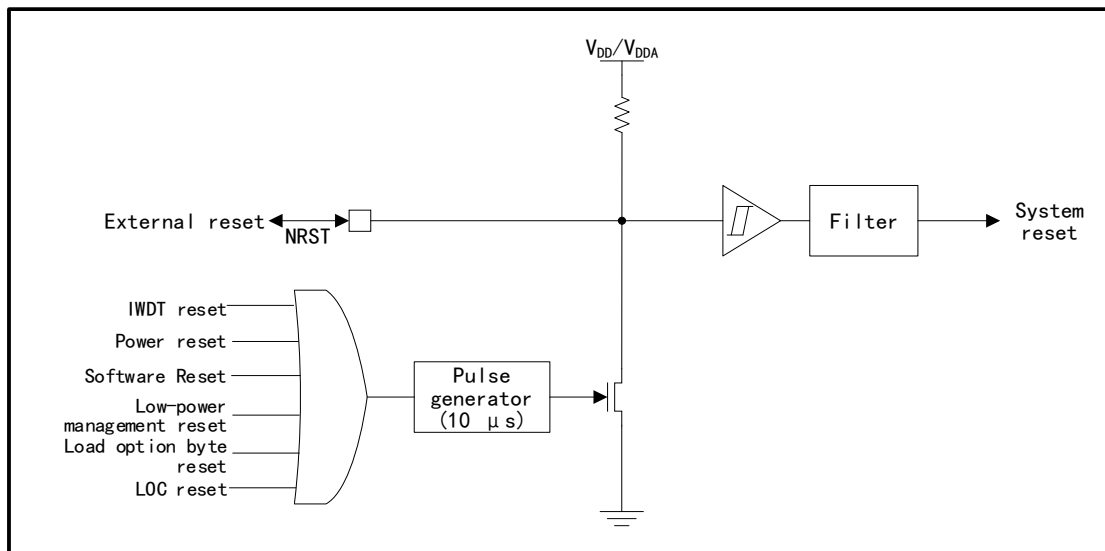 VDD/VDDA
External reset
NRST
Filter
System
reset
IWDT reset
Power reset
Software Reset
Low-power
management reset
Load option byte
reset
LOC reset
Pulse
generator
(10 μs)